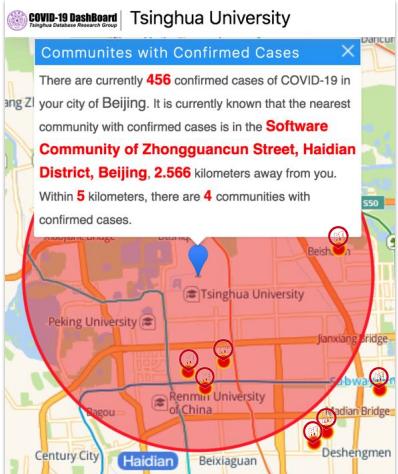 COVID-19 DashBoard
Tsinghua Database Research Group
Tsinghua University
Communites with Confirmed Cases
There are currently 456 confirmed cases of COVID-19 in
your city of Beijing. It is currently known that the nearest
community with confirmed cases is in the Software
Community of Zhongguancun Street, Haidian
District, Beijing, 2.566 kilometers away from you.
Within 5 kilometers, there are 4 communities with
confirmed cases.
S50
Tsinghua University
Peking University
Jianxiang Bridge
Subway
Renmin University
of China
Madian Bridge
Dagou
Deshengmen
Century City
Haidian
Beixiaguan